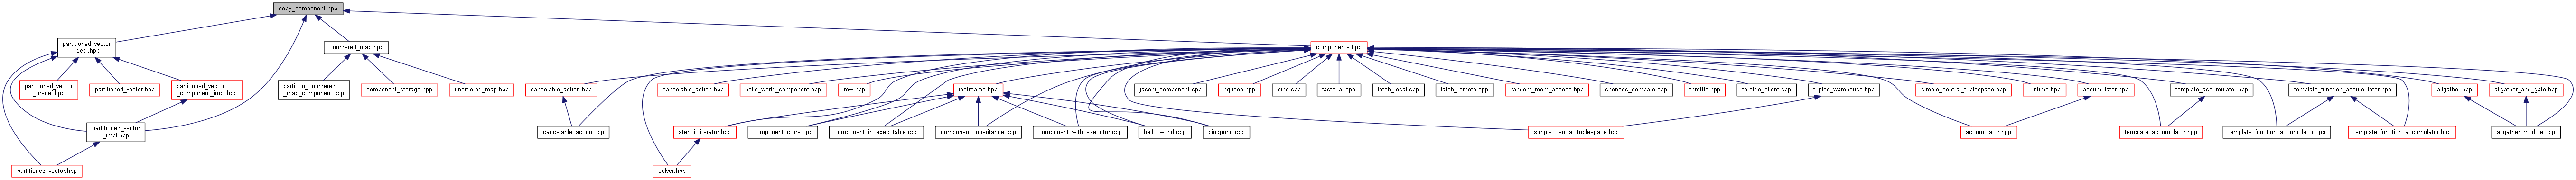 copy_component.hpp
partitioned_vector
_decl.hpp
unordered_map.hpp
components.hpp
partitioned_vector
_predef.hpp
partitioned_vector.hpp
partitioned_vector
_component_impl.hpp
partition_unordered
_map_component.cpp
component_storage.hpp
unordered_map.hpp
cancelable_action.hpp
cancelable_action.hpp
hello_world_component.hpp
row.hpp
iostreams.hpp
jacobi_component.cpp
nqueen.hpp
sine.cpp
factorial.cpp
latch_local.cpp
latch_remote.cpp
random_mem_access.hpp
sheneos_compare.cpp
throttle.hpp
throttle_client.cpp
tuples_warehouse.hpp
simple_central_tuplespace.hpp
runtime.hpp
accumulator.hpp
template_accumulator.hpp
template_function_accumulator.hpp
allgather.hpp
allgather_and_gate.hpp
partitioned_vector
_impl.hpp
cancelable_action.cpp
stencil_iterator.hpp
component_ctors.cpp
component_in_executable.cpp
component_inheritance.cpp
component_with_executor.cpp
hello_world.cpp
pingpong.cpp
simple_central_tuplespace.hpp
accumulator.hpp
template_accumulator.hpp
template_function_accumulator.cpp
template_function_accumulator.hpp
allgather_module.cpp
partitioned_vector.hpp
solver.hpp